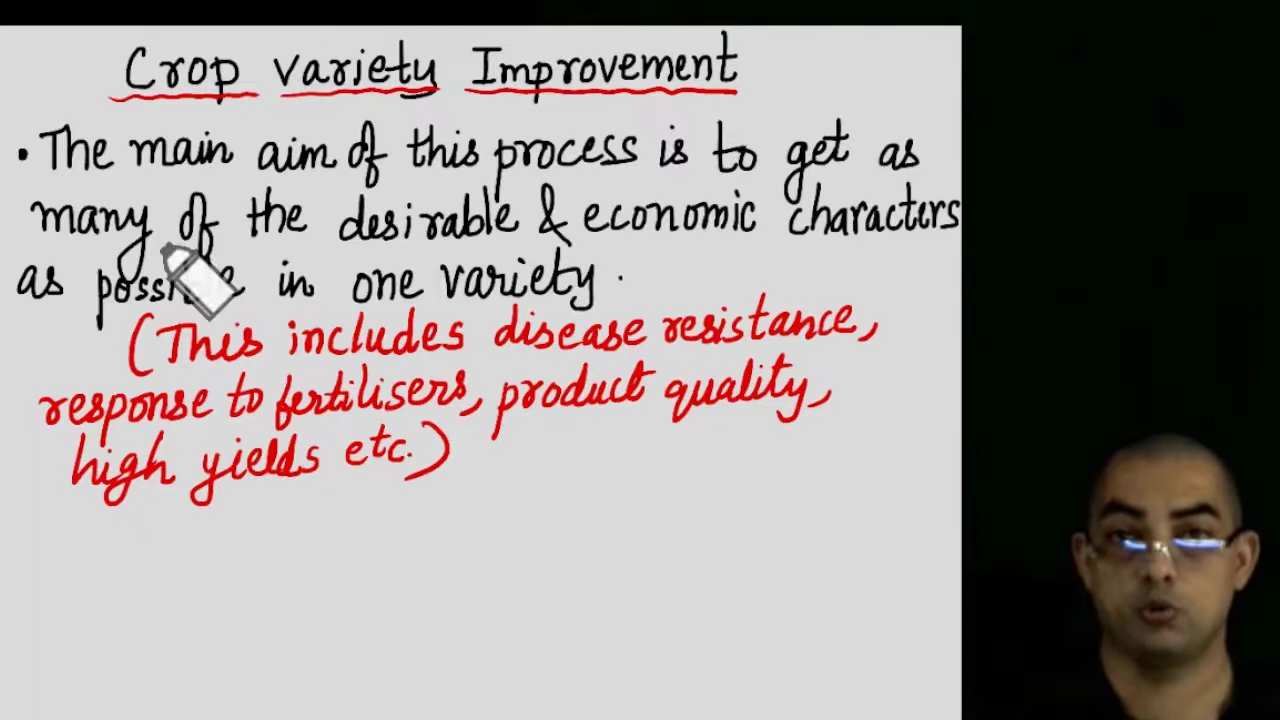 Crop variety Improvement
• The main aim of this process is to get as
many of the desirable & economic characters
as possible in one variety.
(This includes disease resistance,
response to fertilisers, product quality,
high yields etc.)